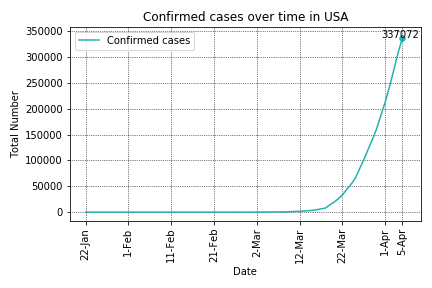 Confirmed cases over time in USA
Total Number
350000
300000
250000
200000
150000
100000
50000
0
Confirmed cases
337072
22-Jan
1-Feb
11-Feb
21-Feb
2-Mar
12-Mar
22-Mar
1-Apr
5-Apr
Date